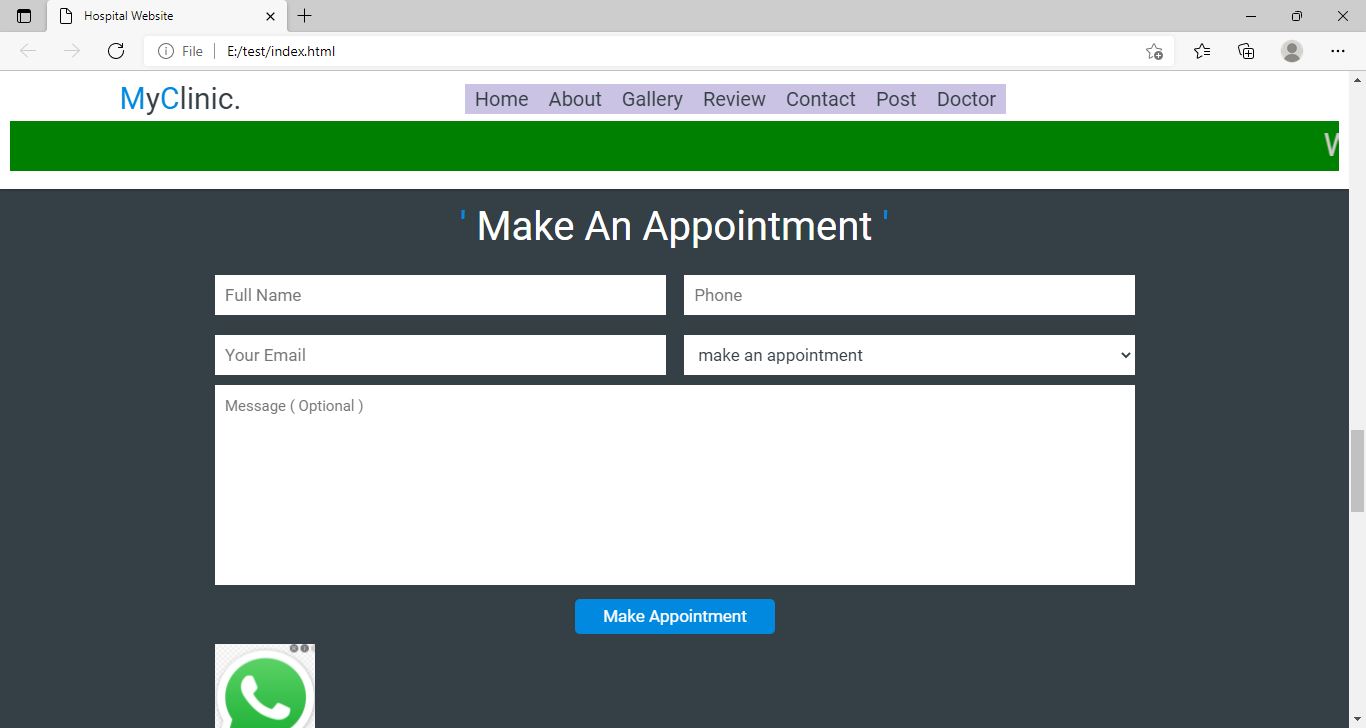 Hospital Website
File E:/test/index.html
MyClinic.
Home About Gallery Review Contact Post Doctor
W
' Make An Appointment '
Full Name
Phone
Your Email
make an appointment
Message ( Optional )
Make Appointment